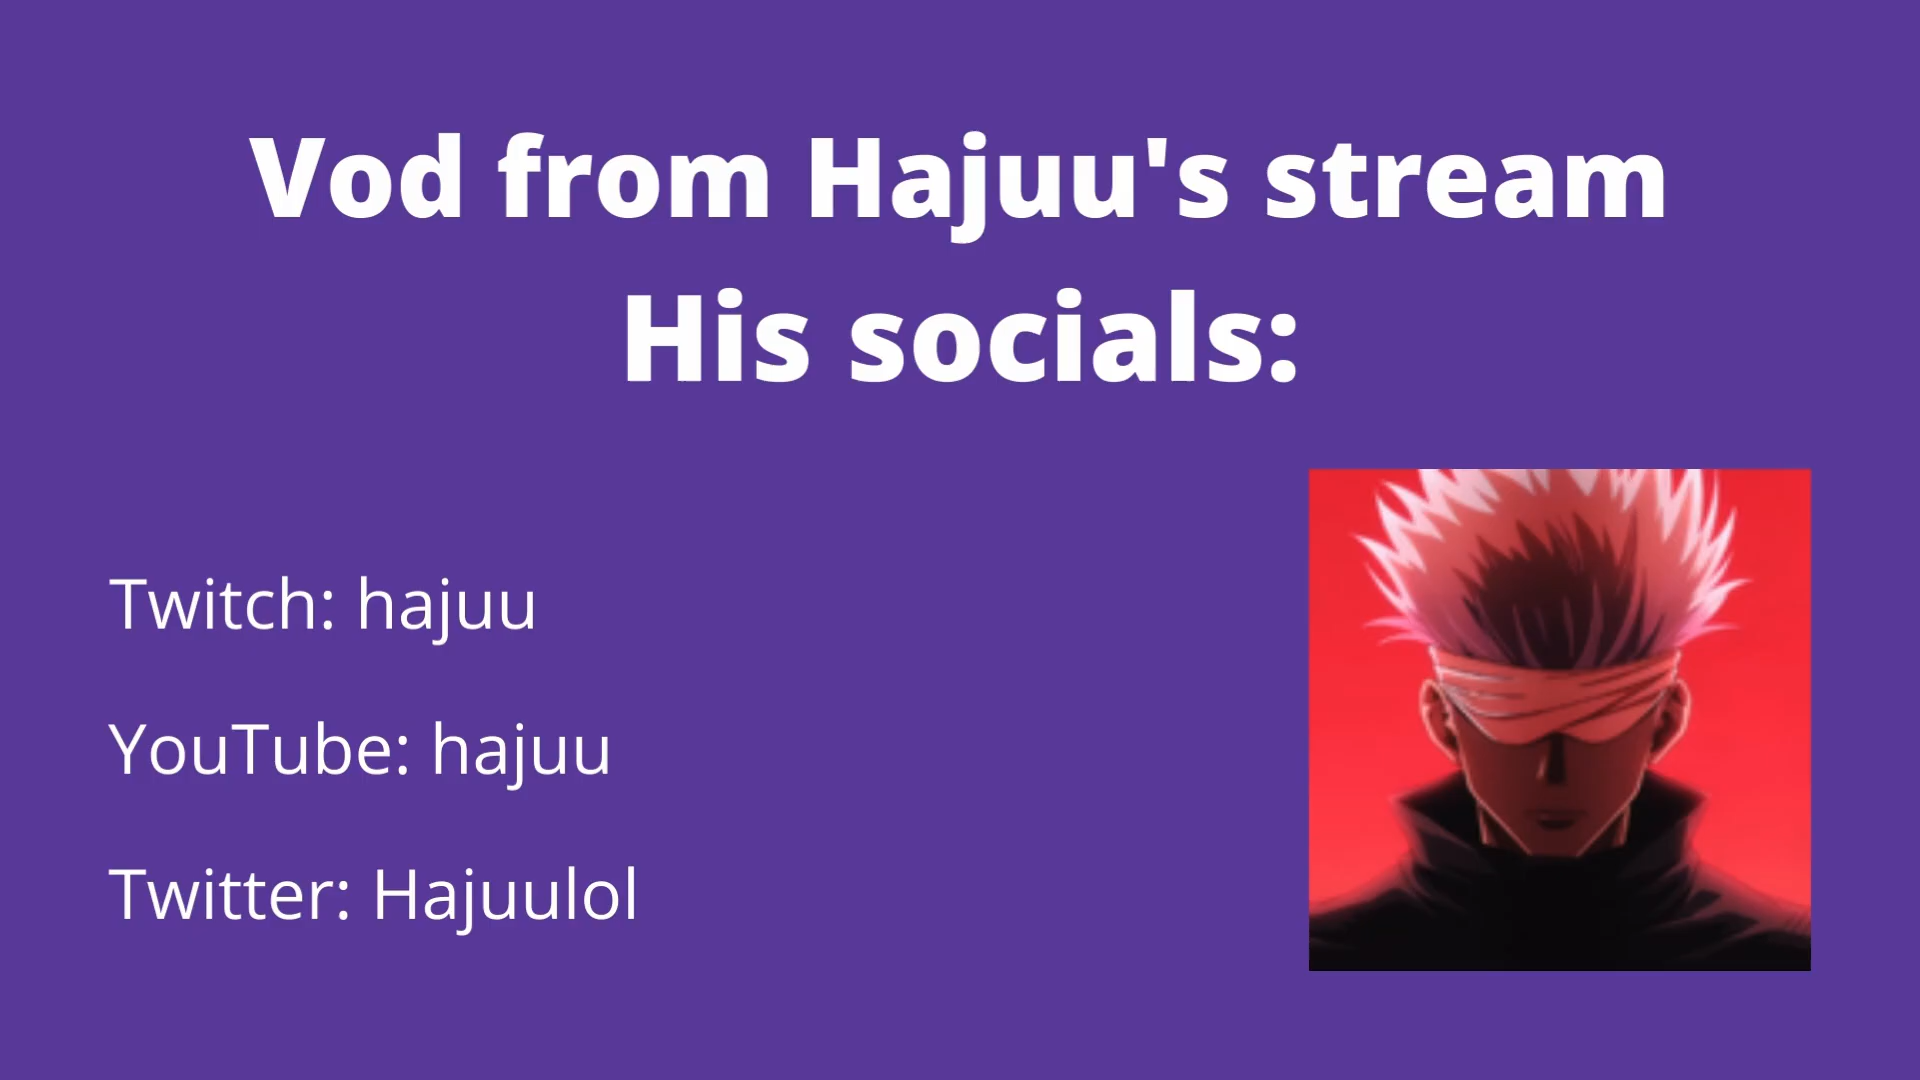 Vod from Hajuu's stream
His socials:
Twitch: hajuu
YouTube: hajuu
Twitter: Hajuulol